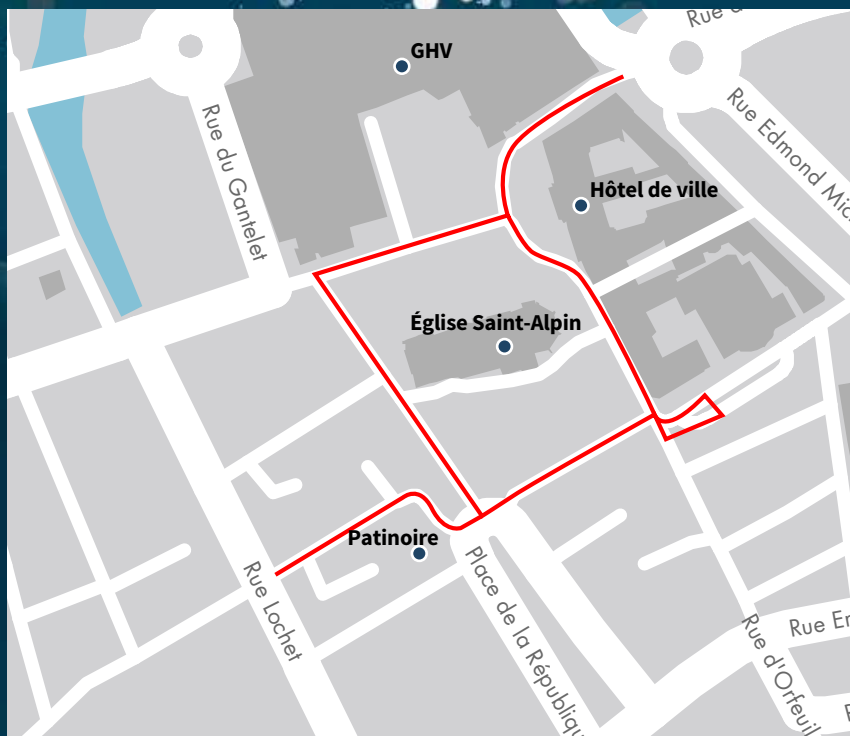 Rue d
GHV
Rue du Gantelet
Rue Edmond Mic
Hôtel de ville
Église Saint-Alpin
Patinoire
Rue Lochet
Place de la Républiqu
Rue d'Orfeuil
Rue Er